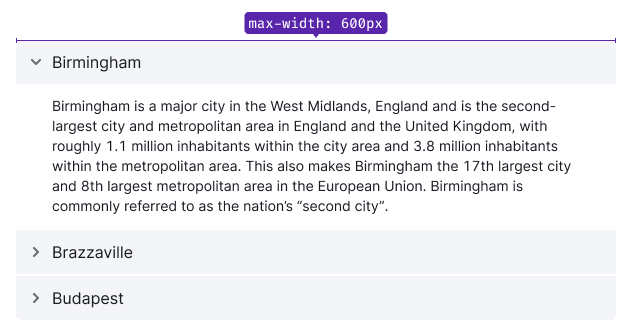 max-width: 600px
Birmingham
Birmingham is a major city in the West Midlands, England and is the second-
largest city and metropolitan area in England and the United Kingdom, with
roughly 1.1 million inhabitants within the city area and 3.8 million inhabitants
within the metropolitan area. This also makes Birmingham the 17th largest city
and 8th largest metropolitan area in the European Union. Birmingham is
commonly referred to as the nation’s “second city”.
Brazzaville
Budapest